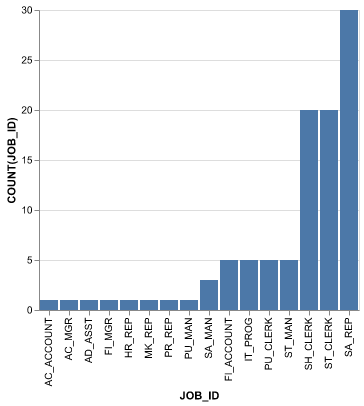 30
25
20
15
10
5
0
COUNT(JOB_ID)
AC_ACCOUNT
AC_MGR
AD_ASST
FI_MGR
HR_REP
MK_REP
PR_REP
PU_MAN
SA_MAN
FI_ACCOUNT
IT_PROG
PU_CLERK
ST_MAN
SH_CLERK
ST_CLERK
SA_REP
JOB_ID